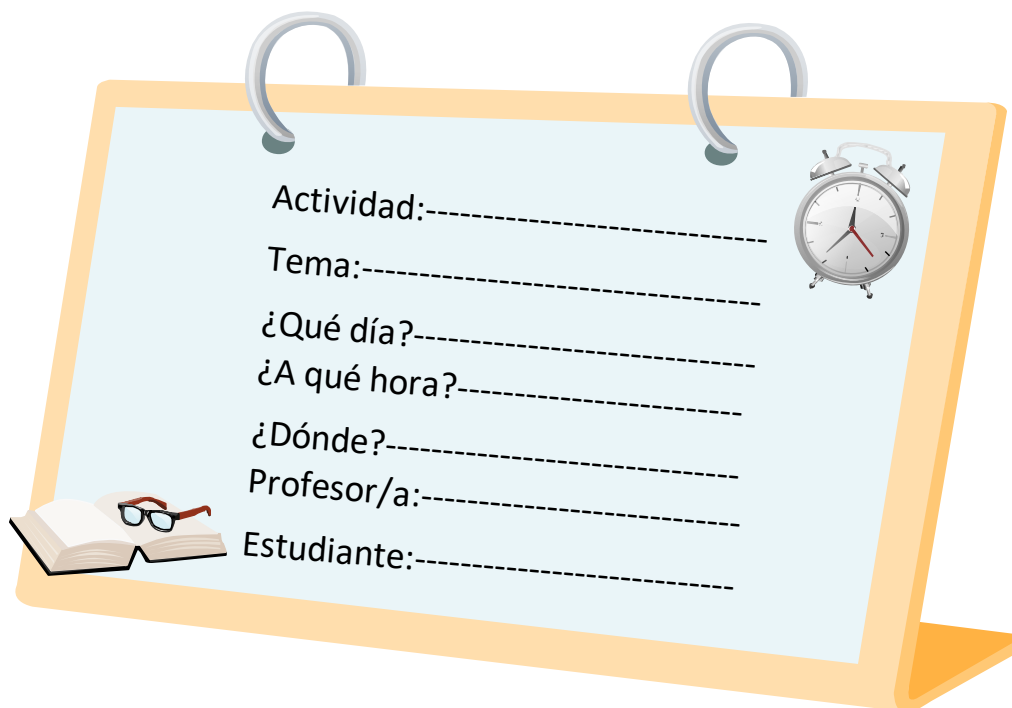 Actividad:------------------------------
Tema:-----------------------------------
¿Qué día?------------------------------
¿A qué hora?-------------------------
¿Dónde?-------------------------------
Profesor/a:----------------------------
Estudiante:----------------------------